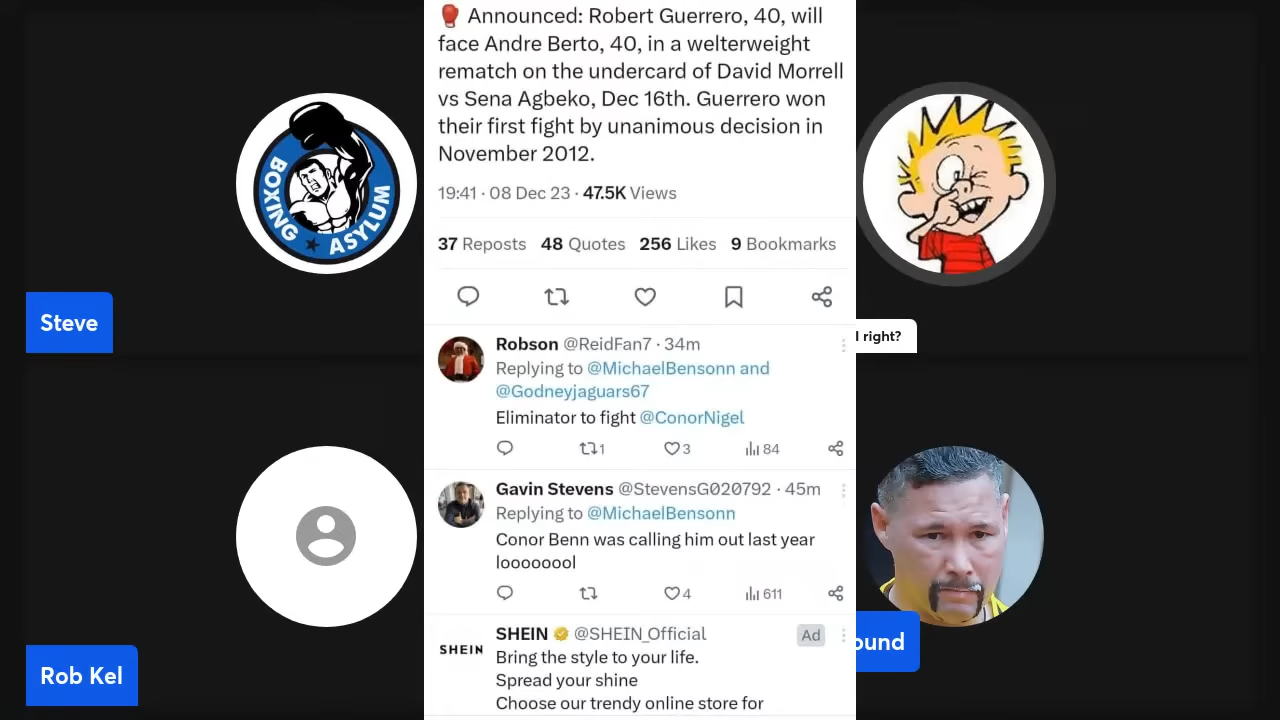 🥊 Announced: Robert Guerrero, 40, will
face Andre Berto, 40, in a welterweight
rematch on the undercard of David Morrell
vs Sena Agbeko, Dec 16th. Guerrero won
their first fight by unanimous decision in
November 2012.
19:41 · 08 Dec 23 · 47.5K Views
37 Reposts 48 Quotes 256 Likes 9 Bookmarks
Robson @ReidFan7 · 34m
Replying to @MichaelBensonn and
@Godneyjaguars67
Eliminator to fight @ConorNigel
1 3 84
Gavin Stevens @StevensG020792 · 45m
Replying to @MichaelBensonn
Conor Benn was calling him out last year
loooooool
4 611
SHEIN
SHEIN @SHEIN_Official Ad
Bring the style to your life.
Spread your shine
Choose our trendy online store for
BOXING ASYLUM
Steve
I right?
Rob Kel
ound